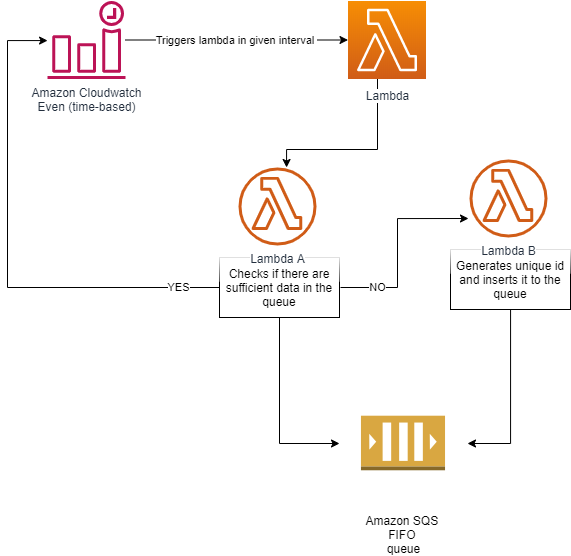 Triggers lambda in given interval
Amazon Cloudwatch
Even (time-based)
Lambda
Lambda A
Checks if there are
sufficient data in the
queue
YES
NO
Lambda B
Generates unique id
and inserts it to the
queue
Amazon SQS
FIFO
queue